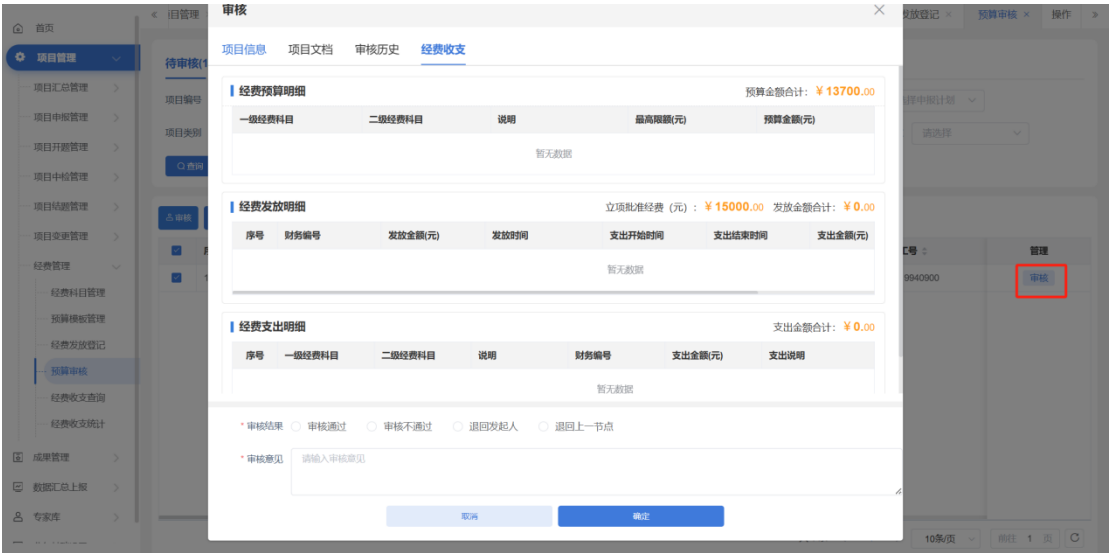 首页
项目管理
项目汇总管理
项目申报管理
项目开题管理
项目中检管理
项目结题管理
项目变更管理
经费管理
经费科目管理
预算模板管理
经费发放登记
预算审核
经费收支查询
经费收支统计
成果管理
数据汇总上报
专家库
« 项目管理
发放登记 × 预算审核 × 操作 »
待审核(1
项目编号
择申报计划
项目类别
请选择
查询
审核
工号 管理
1 9940900 审核
10条/页 前往 1 页
审核
项目信息 项目文档 审核历史 经费收支
经费预算明细 预算金额合计: ¥ 13700.00
一级经费科目 二级经费科目 说明 最高限额(元) 预算金额(元)
暂无数据
经费发放明细 立项批准经费 (元) : ¥ 15000.00 发放金额合计: ¥ 0.00
序号 财务编号 发放金额(元) 发放时间 支出开始时间 支出结束时间 支出金额(元)
暂无数据
经费支出明细 支出金额合计: ¥ 0.00
序号 一级经费科目 二级经费科目 说明 财务编号 支出金额(元) 支出说明
暂无数据
* 审核结果 审核通过 审核不通过 退回发起人 退回上一节点
* 审核意见 请输入审核意见
取消 确定